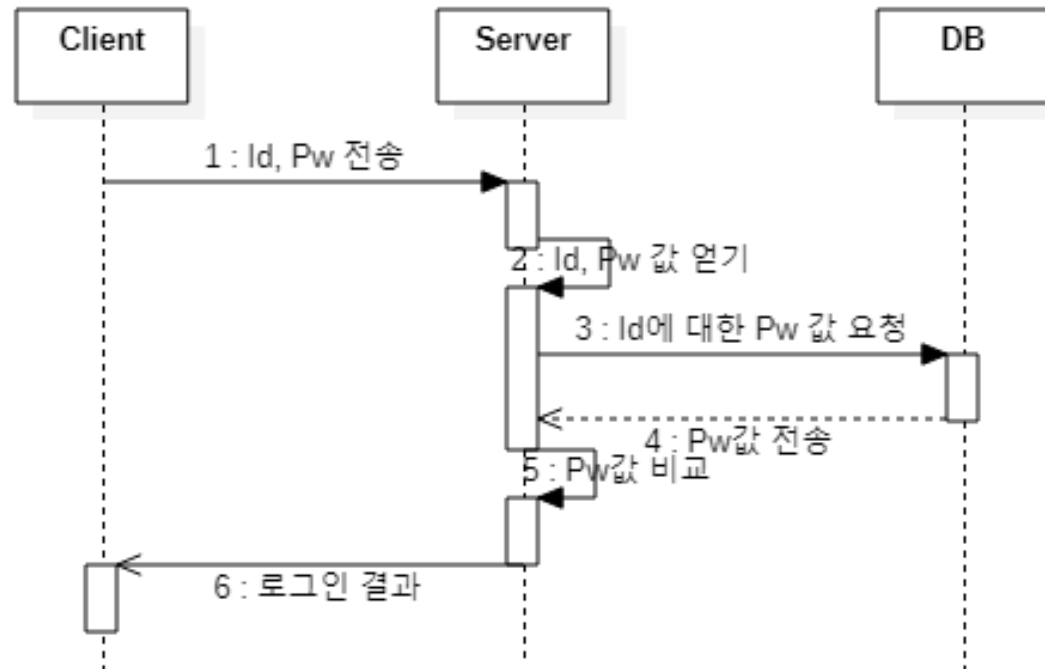 Client
Server
DB
1 : Id, Pw 전송
2 : Id, Pw 값 얻기
3 : Id에 대한 Pw 값 요청
4 : Pw값 전송
5 : Pw값 비교
6 : 로그인 결과